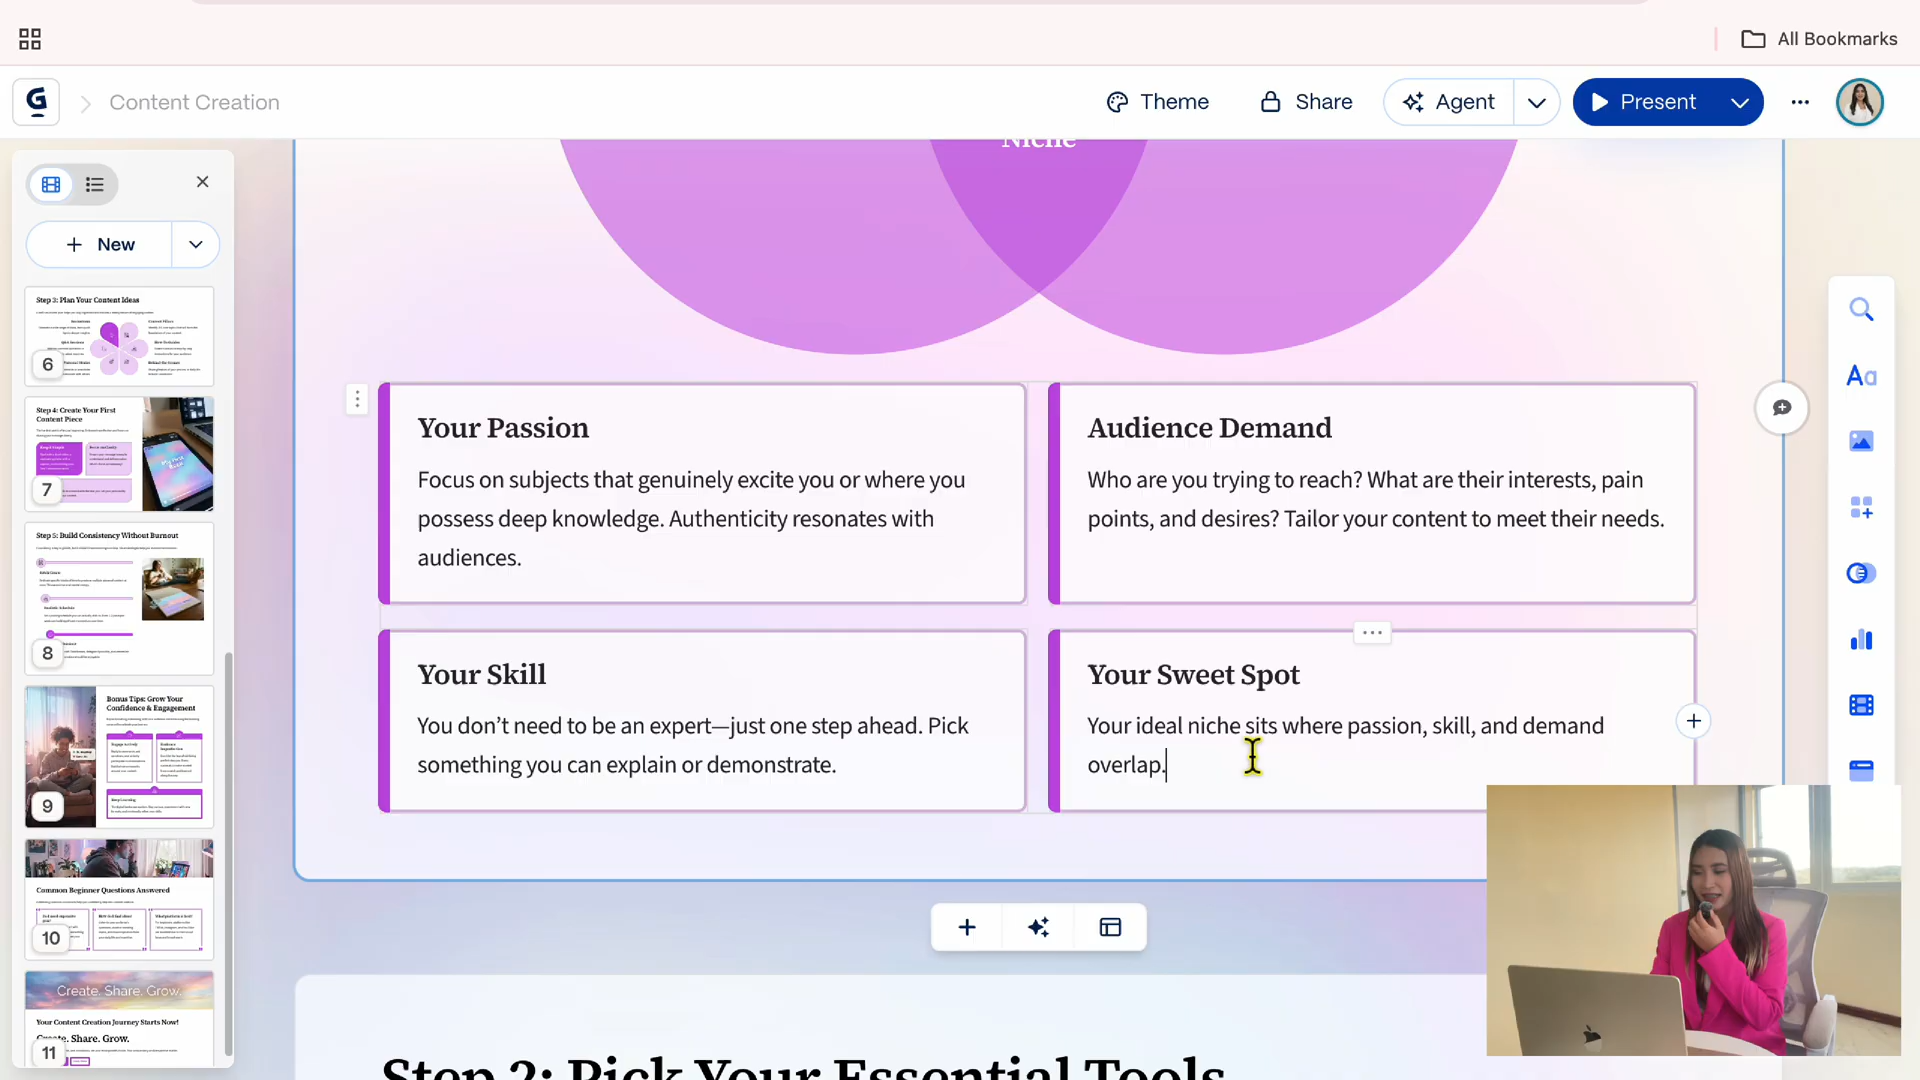 All Bookmarks
G
Content Creation
Theme
Share
Agent
Present
New
Niche
Step 3: Plan Your Content Ideas
6
Step 4: Create Your First
Content Piece
7
Step 5: Build Consistency Without Burnout
8
Bonus Tips: Grow Your
Confidence & Engagement
9
Common Beginner Questions Answered
10
Create. Share. Grow.
Your Content Creation Journey Starts Now!
Create. Share. Grow.
11
Your Passion
Focus on subjects that genuinely excite you or where you
possess deep knowledge. Authenticity resonates with
audiences.
Audience Demand
Who are you trying to reach? What are their interests, pain
points, and desires? Tailor your content to meet their needs.
Your Skill
You don’t need to be an expert—just one step ahead. Pick
something you can explain or demonstrate.
Your Sweet Spot
Your ideal niche sits where passion, skill, and demand
overlap.
Step 2: Pick Your Essential Tools
Aa